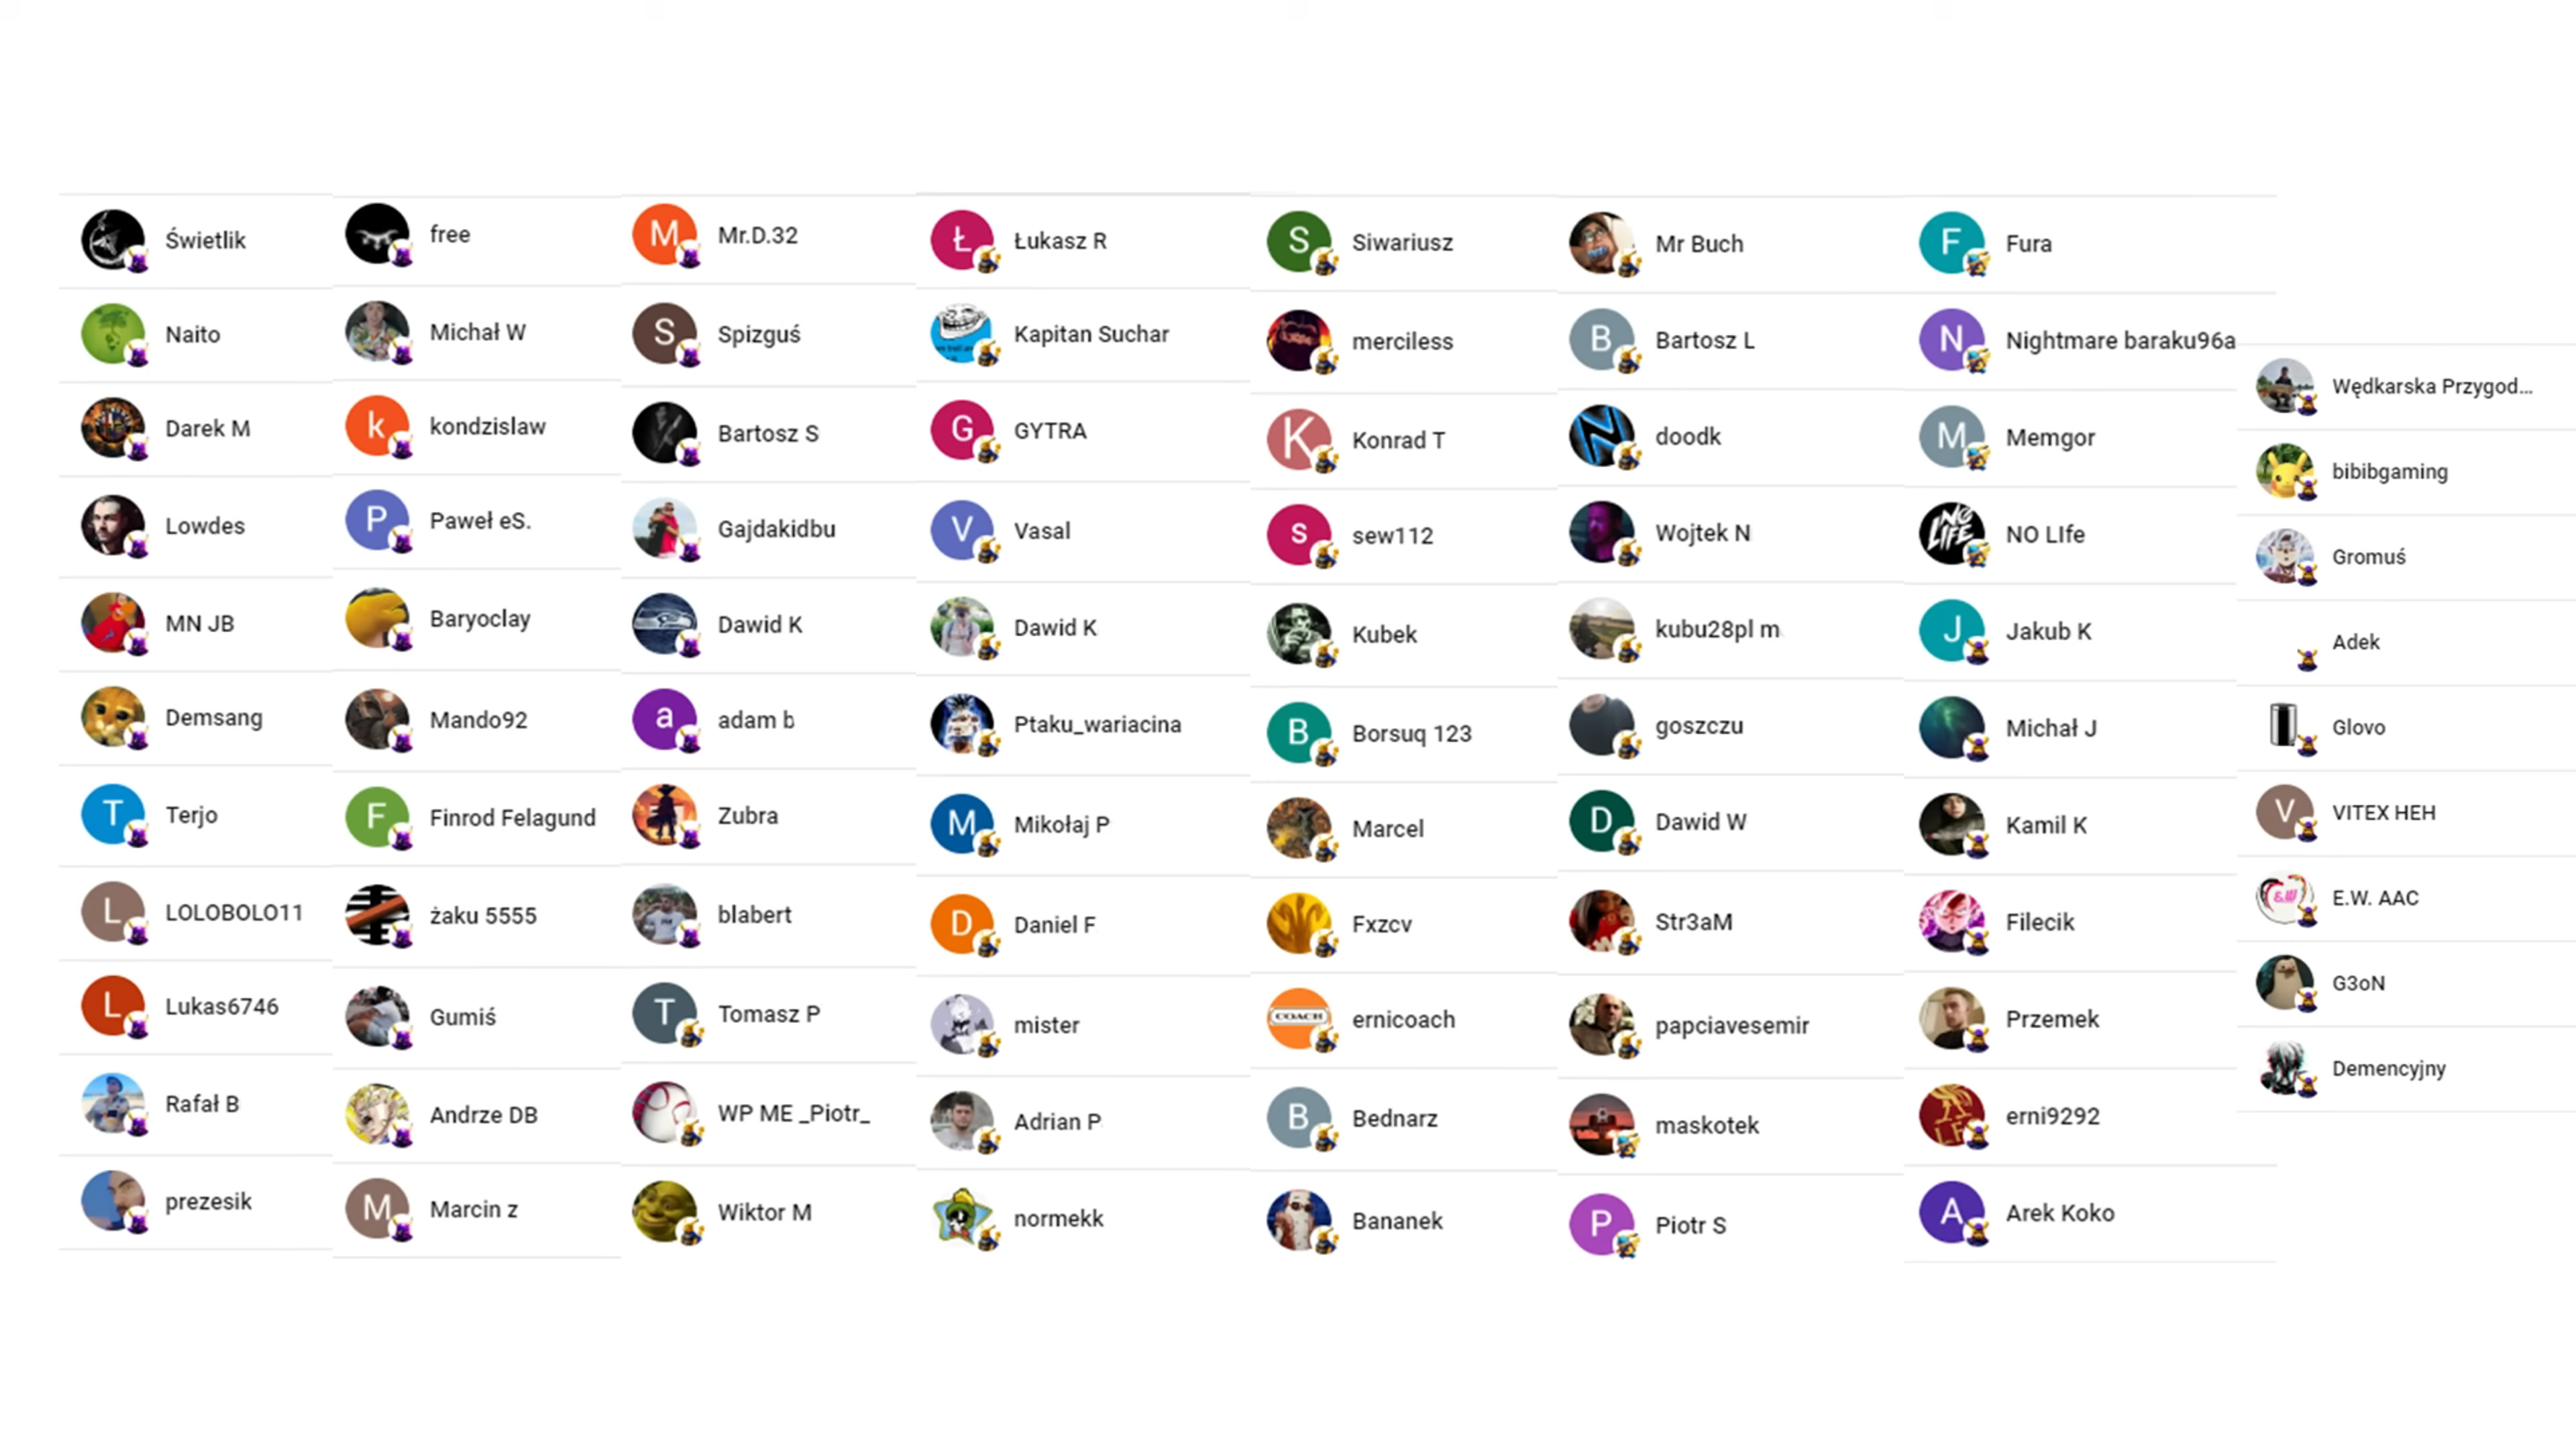 Świetlik
Naito
Darek M
Lowdes
MN JB
Demsang
T
Terjo
L
LOLOBOLO11
L
Lukas6746
Rafał B
prezesik
free
Michał W
k
kondzislaw
P
Paweł eS.
Baryoclay
Mando92
F
Finrod Felagund
żaku 5555
Gumiś
Andrze DB
M
Marcin z
M
Mr.D.32
S
Spizguś
Bartosz S
Gajdakidbu
Dawid K
a
adam b
Zubra
blabert
T
Tomasz P
WP ME _Piotr_
Wiktor M
Ł
Łukasz R
Kapitan Suchar
G
GYTRA
V
Vasal
Dawid K
Ptaku_wariacina
M
Mikołaj P
D
Daniel F
mister
Adrian P
normekk
S
Siwariusz
merciless
K
Konrad T
s
sew112
Kubek
B
Borsuq 123
Marcel
Fxzcv
COACH
ernicoach
B
Bednarz
Bananek
Mr Buch
B
Bartosz L
doodk
Wojtek N
kubu28pl m
goszczu
D
Dawid W
Str3aM
papciavesemir
maskotek
P
Piotr S
F
Fura
N
Nightmare baraku96a
M
Memgor
NO LIFE
NO LIfe
J
Jakub K
Michał J
Kamil K
Filecik
Przemek
erni9292
A
Arek Koko
Wędkarska Przygod...
bibibgaming
Gromuś
Adek
Glovo
V
VITEX HEH
&.W
E.W. AAC
G3oN
Demencyjny